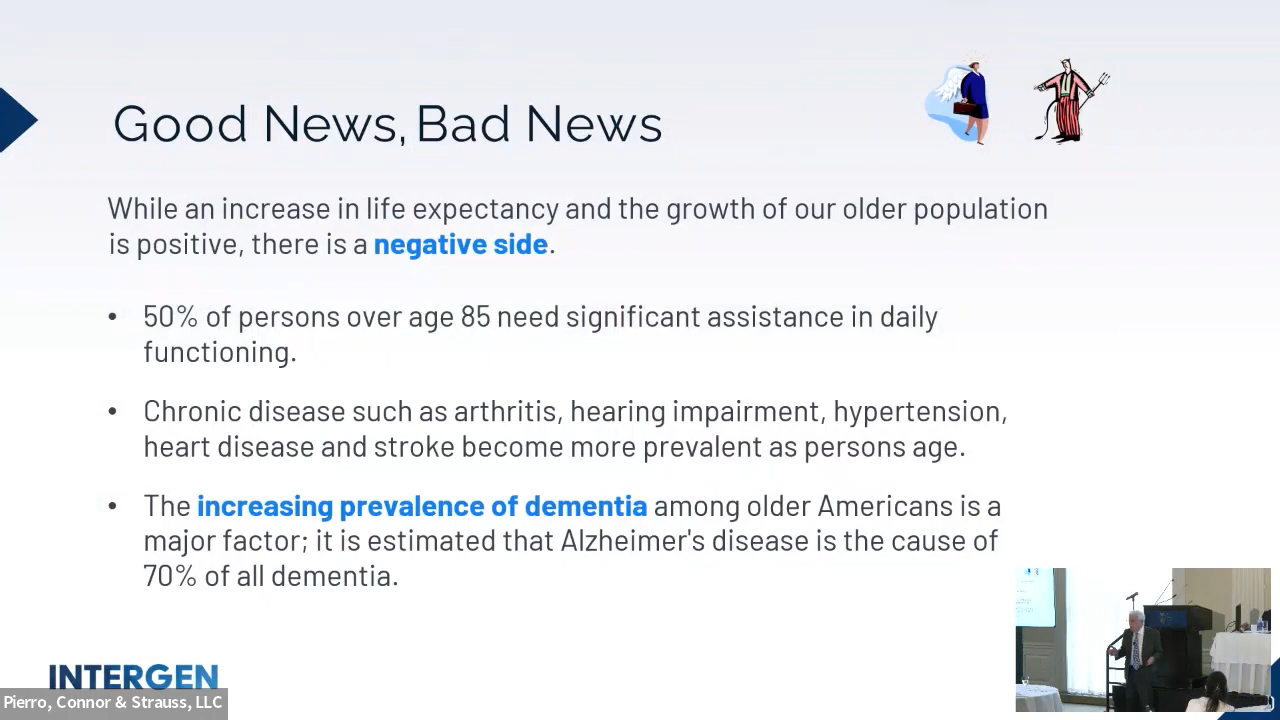 Good News, Bad News
While an increase in life expectancy and the growth of our older population
is positive, there is a negative side.
• 50% of persons over age 85 need significant assistance in daily
functioning.
• Chronic disease such as arthritis, hearing impairment, hypertension,
heart disease and stroke become more prevalent as persons age.
• The increasing prevalence of dementia among older Americans is a
major factor; it is estimated that Alzheimer's disease is the cause of
70% of all dementia.
INTERGEN
Pierro, Connor & Strauss, LLC